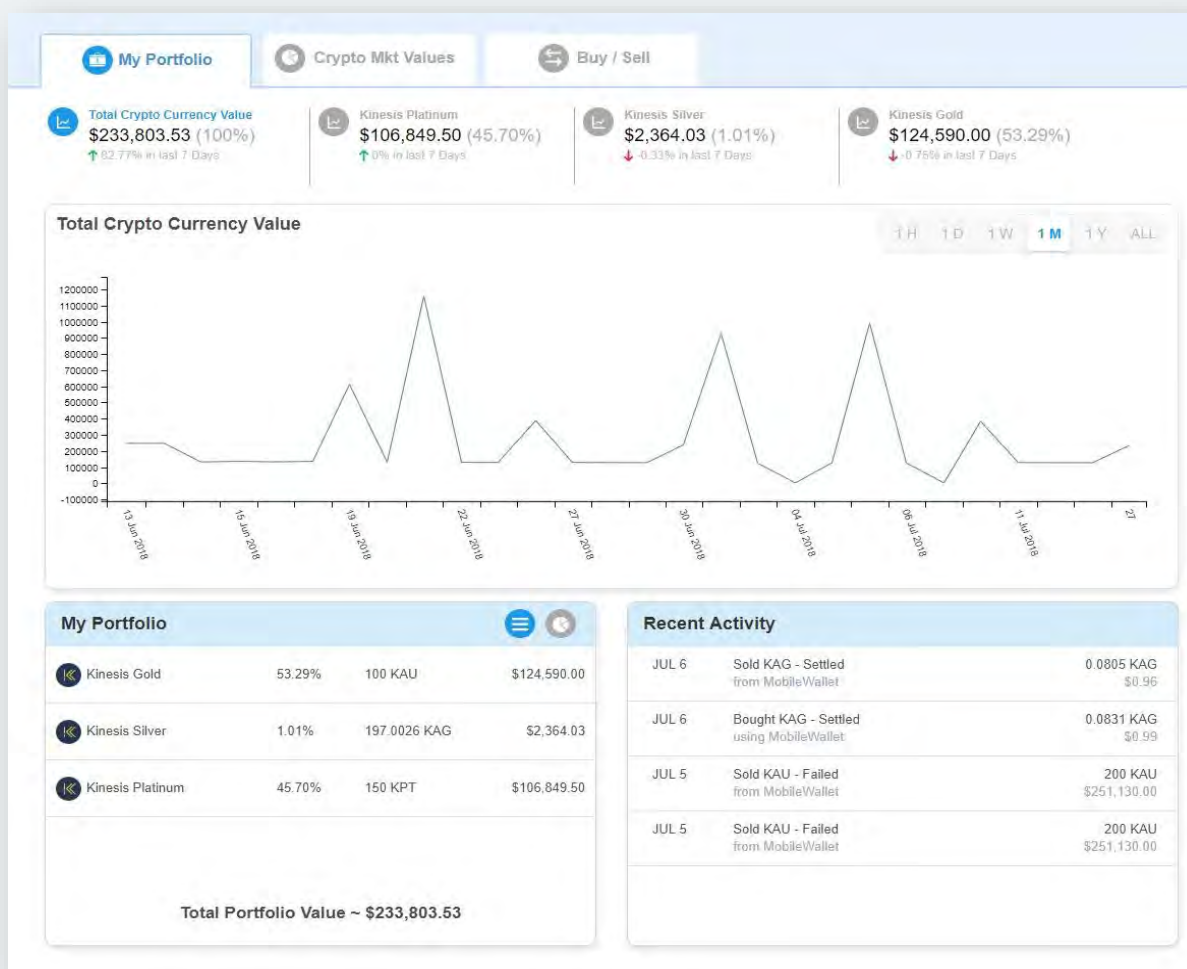 My Portfolio
Crypto Mkt Values
Buy / Sell
Total Crypto Currency Value
$233,803.53 (100%)
82.77% in last 7 Days
Kinesis Platinum
$106,849.50 (45.70%)
0% in last 7 Days
Kinesis Silver
$2,364.03 (1.01%)
-0.33% in last 7 Days
Kinesis Gold
$124,590.00 (53.29%)
-0.75% in last 7 Days
Total Crypto Currency Value
1 H 1 D 1 W 1 M 1 Y ALL
1200000
1100000
1000000
900000
800000
700000
600000
500000
400000
300000
200000
100000
0
-100000
13 Jun 2018
15 Jun 2018
19 Jun 2018
22 Jun 2018
27 Jun 2018
30 Jun 2018
04 Jul 2018
06 Jul 2018
11 Jul 2018
27
My Portfolio
Kinesis Gold 53.29% 100 KAU $124,590.00
Kinesis Silver 1.01% 197.0026 KAG $2,364.03
Kinesis Platinum 45.70% 150 KPT $106,849.50
Total Portfolio Value ~ $233,803.53
Recent Activity
JUL 6 Sold KAG - Settled 0.0805 KAG
from MobileWallet $0.96
JUL 6 Bought KAG - Settled 0.0831 KAG
using MobileWallet $0.99
JUL 5 Sold KAU - Failed 200 KAU
from MobileWallet $251,130.00
JUL 5 Sold KAU - Failed 200 KAU
from MobileWallet $251,130.00